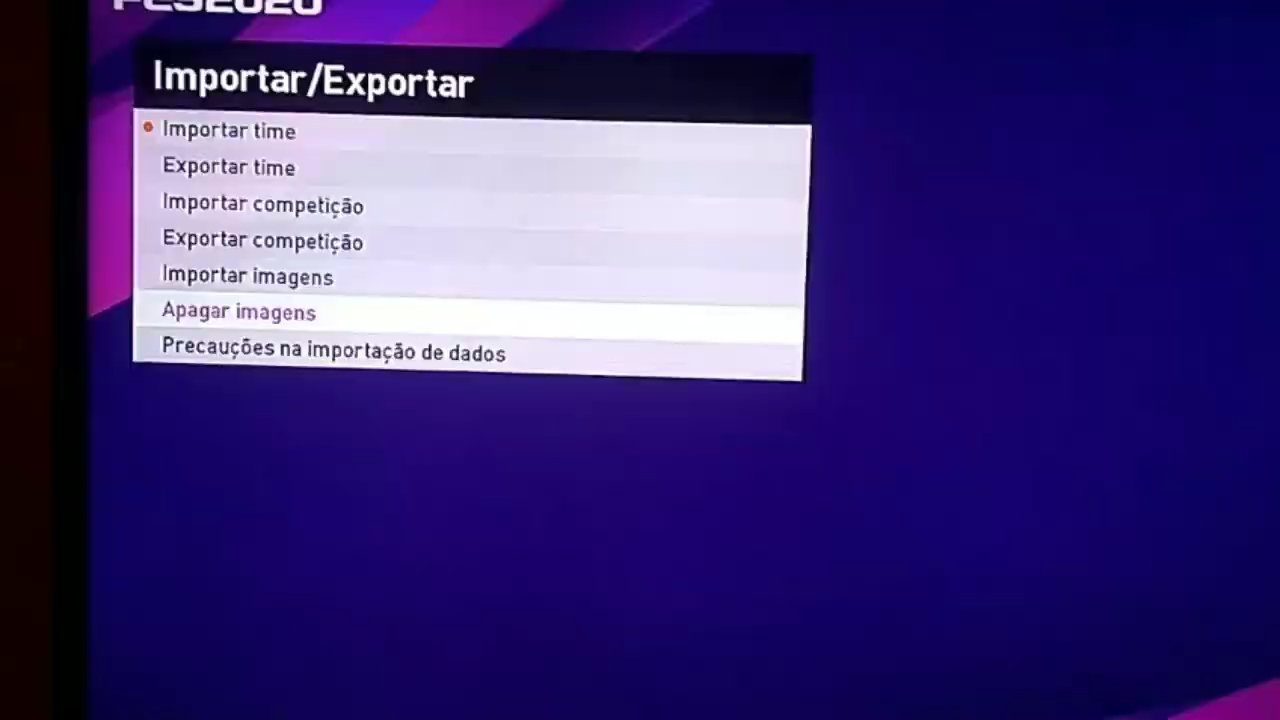 PES2020
Importar/Exportar
Importar time
Exportar time
Importar competição
Exportar competição
Importar imagens
Apagar imagens
Precauções na importação de dados